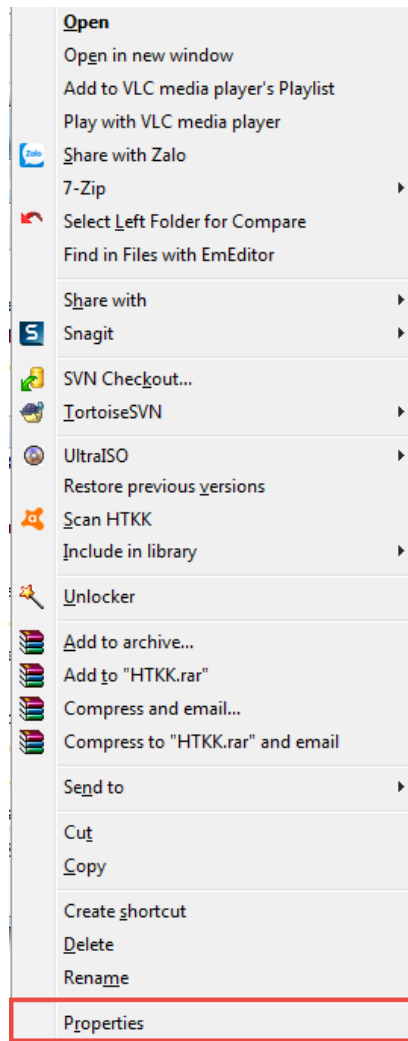 Open
Open in new window
Add to VLC media player's Playlist
Play with VLC media player
Zalo Share with Zalo
7-Zip
Select Left Folder for Compare
Find in Files with EmEditor
Share with
S Snagit
SVN Checkout...
TortoiseSVN
UltraISO
Restore previous versions
Scan HTKK
Include in library
Unlocker
Add to archive...
Add to "HTKK.rar"
Compress and email...
Compress to "HTKK.rar" and email
Send to
Cut
Copy
Create shortcut
Delete
Rename
Properties